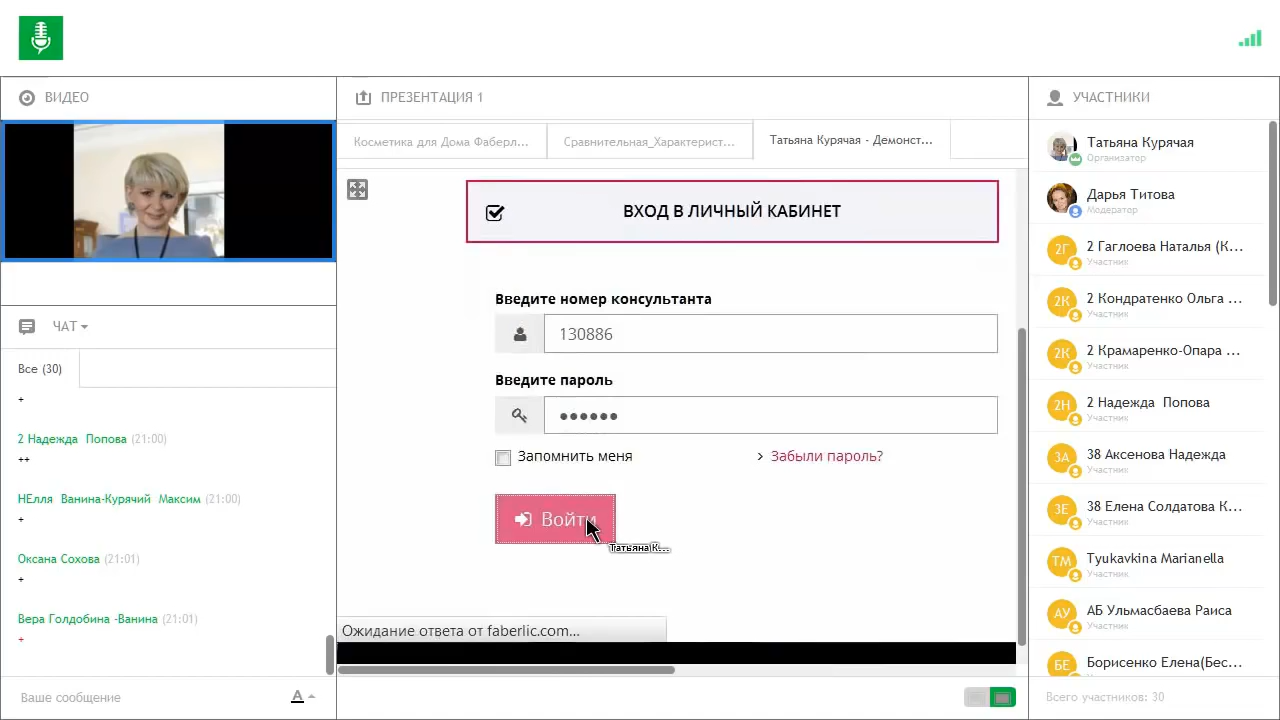 ВИДЕО
ПРЕЗЕНТАЦИЯ 1
УЧАСТНИКИ
Косметика для Дома Фаберл...
Сравнительная_Характерист...
Татьяна Курячая - Демонст...
ВХОД В ЛИЧНЫЙ КАБИНЕТ
Введите номер консультанта
130886
Введите пароль
••••••
Запомнить меня
› Забыли пароль?
Войти
Татьяна К...
Ожидание ответа от faberlic.com...
ЧАТ
Все (30)
+
2 Надежда Попова (21:00)
++
НЕлля Ванина-Курячий Максим (21:00)
+
Оксана Сохова (21:01)
+
Вера Голдобина -Ванина (21:01)
+
Ваше сообщение
A
Татьяна Курячая
Организатор
Дарья Титова
Модератор
2Г
2 Гаглоева Наталья (К...
Участник
2К
2 Кондратенко Ольга ...
Участник
2К
2 Крамаренко-Опара ...
Участник
2Н
2 Надежда Попова
Участник
3А
38 Аксенова Надежда
Участник
3Е
38 Елена Солдатова К...
Участник
ТМ
Tyukavkina Marianella
Участник
АУ
АБ Ульмасбаева Раиса
Участник
БЕ
Борисенко Елена(Бес...
Всего участников: 30